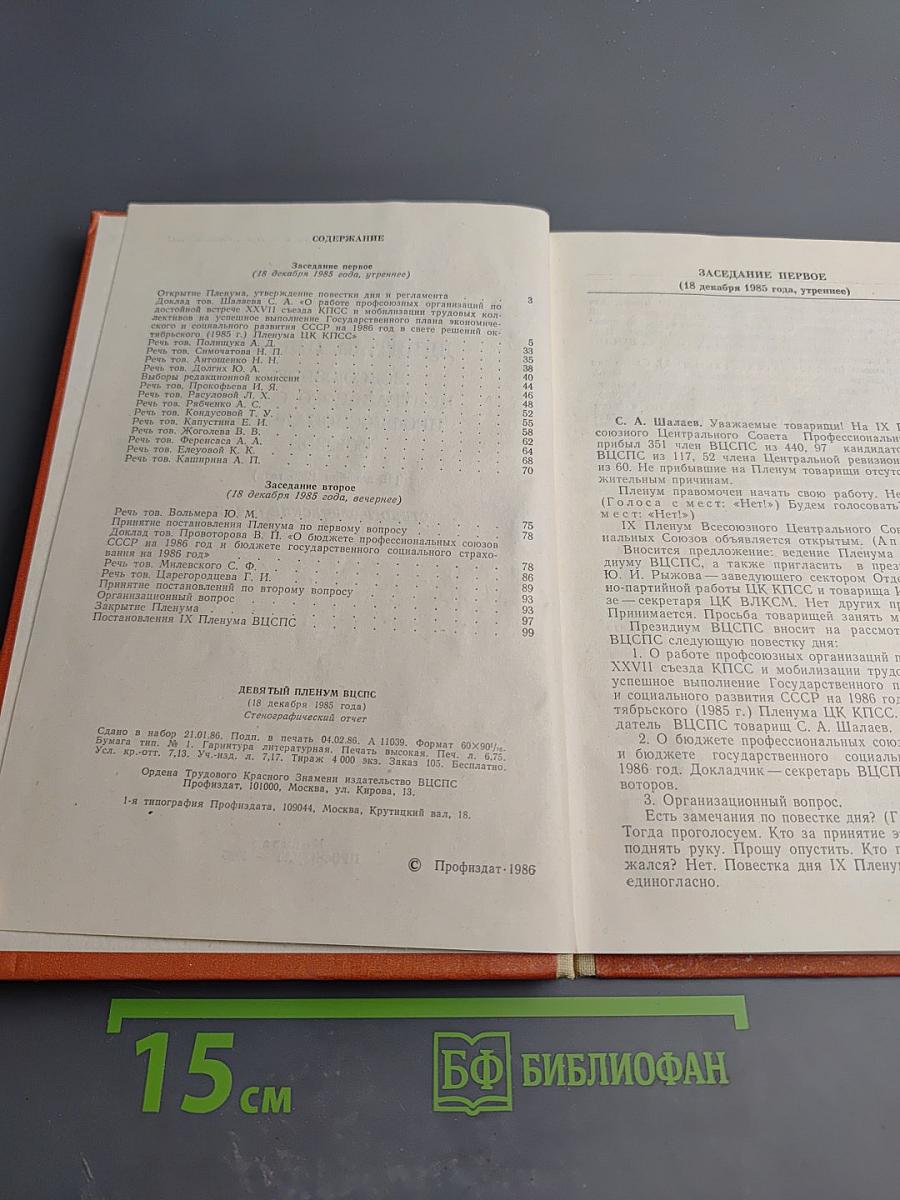 СОДЕРЖАНИЕ
Заседание первое
(18 декабря 1985 года, утреннее)
Открытие Пленума, утверждение повестки дня и регламента . . 3
Доклад тов. Шалаева С. А. «О работе профсоюзных организаций по
достойной встрече XXVII съезда КПСС и мобилизации трудовых кол-
лективов на успешное выполнение Государственного плана экономиче-
ского и социального развития СССР на 1986 год в свете решений ок-
тябрьского (1985 г.) Пленума ЦК КПСС» . . . 5
Речь тов. Полищука А. Д. . . . 33
Речь тов. Симочатова Н. П. . . . 35
Речь тов. Антошенко Н. Н. . . . 38
Речь тов. Долгих Ю. А. . . . 40
Выборы редакционной комиссии . . . 44
Речь тов. Прокофьева И. Я. . . . 46
Речь тов. Расуловой Л. Х. . . . 48
Речь тов. Рябченко А. С. . . . 52
Речь тов. Кондусовой Т. У. . . . 55
Речь тов. Капустина Е. И. . . . 58
Речь тов. Жоголева В. В. . . . 62
Речь тов. Ференсаса А. А. . . . 64
Речь тов. Елеуовой К. К. . . . 68
Речь тов. Каширина А. П. . . . 70
Заседание второе
(18 декабря 1985 года, вечернее)
Речь тов. Вольмера Ю. М. . . . 75
Принятие постановления Пленума по первому вопросу . . . 78
Доклад тов. Провоторова В. П. «О бюджете профессиональных союзов
СССР на 1986 год и бюджете государственного социального страхо-
вания на 1986 год» . . . 78
Речь тов. Милевского С. Ф. . . . 86
Речь тов. Царегородцева Г. И. . . . 89
Принятие постановлений по второму вопросу . . . 93
Организационный вопрос . . . 93
Закрытие Пленума . . . 97
Постановления IX Пленума ВЦСПС . . . 99
ДЕВЯТЫЙ ПЛЕНУМ ВЦСПС
(18 декабря 1985 года)
Стенографический отчет
Сдано в набор 21.01.86. Подп. в печать 04.02.86. А 11039. Формат 60×90¹/₁₆.
Бумага тип. № 1. Гарнитура литературная. Печать высокая. Печ. л. 6,75.
Усл. кр.-отт. 7,13. Уч.-изд. л. 7,17. Тираж 4 000 экз. Заказ 105. Бесплатно.
Ордена Трудового Красного Знамени издательство ВЦСПС
Профиздат, 101000, Москва, ул. Кирова, 13.
1-я типография Профиздата, 109044, Москва, Крутицкий вал, 18.
© Профиздат·1986
ЗАСЕДАНИЕ ПЕРВОЕ
(18 декабря 1985 года, утреннее)
С. А. Шалаев. Уважаемые товарищи! На IX
союзного Центрального Совета Профессиональн
прибыл 351 член ВЦСПС из 440, 97 кандидат
ВЦСПС из 117, 52 члена Центральной ревизион
из 60. Не прибывшие на Пленум товарищи отсут
жительным причинам.
Пленум правомочен начать свою работу. Не
(Голоса с мест: «Нет!») Будем голосовать
мест: «Нет!»)
IX Пленум Всесоюзного Центрального Сов
нальных Союзов объявляется открытым. (Ап
Вносится предложение: ведение Пленума
диуму ВЦСПС, а также пригласить в през
Ю. И. Рыжова — заведующего сектором Отде
но-партийной работы ЦК КПСС и товарища И
зе — секретаря ЦК ВЛКСМ. Нет других пр
Принимается. Просьба товарищей занять м
Президиум ВЦСПС вносит на рассмот
ВЦСПС следующую повестку дня:
1. О работе профсоюзных организаций п
XXVII съезда КПСС и мобилизации трудо
успешное выполнение Государственного п
и социального развития СССР на 1986 год
тябрьского (1985 г.) Пленума ЦК КПСС.
датель ВЦСПС товарищ С. А. Шалаев.
2. О бюджете профессиональных союз
и бюджете государственного социаль
1986 год. Докладчик — секретарь ВЦСП
воторов.
3. Организационный вопрос.
Есть замечания по повестке дня? (Г
Тогда проголосуем. Кто за принятие э
поднять руку. Прошу опустить. Кто п
жался? Нет. Повестка дня IX Пленум
единогласно.
15 см
БФ БИБЛИОФАН